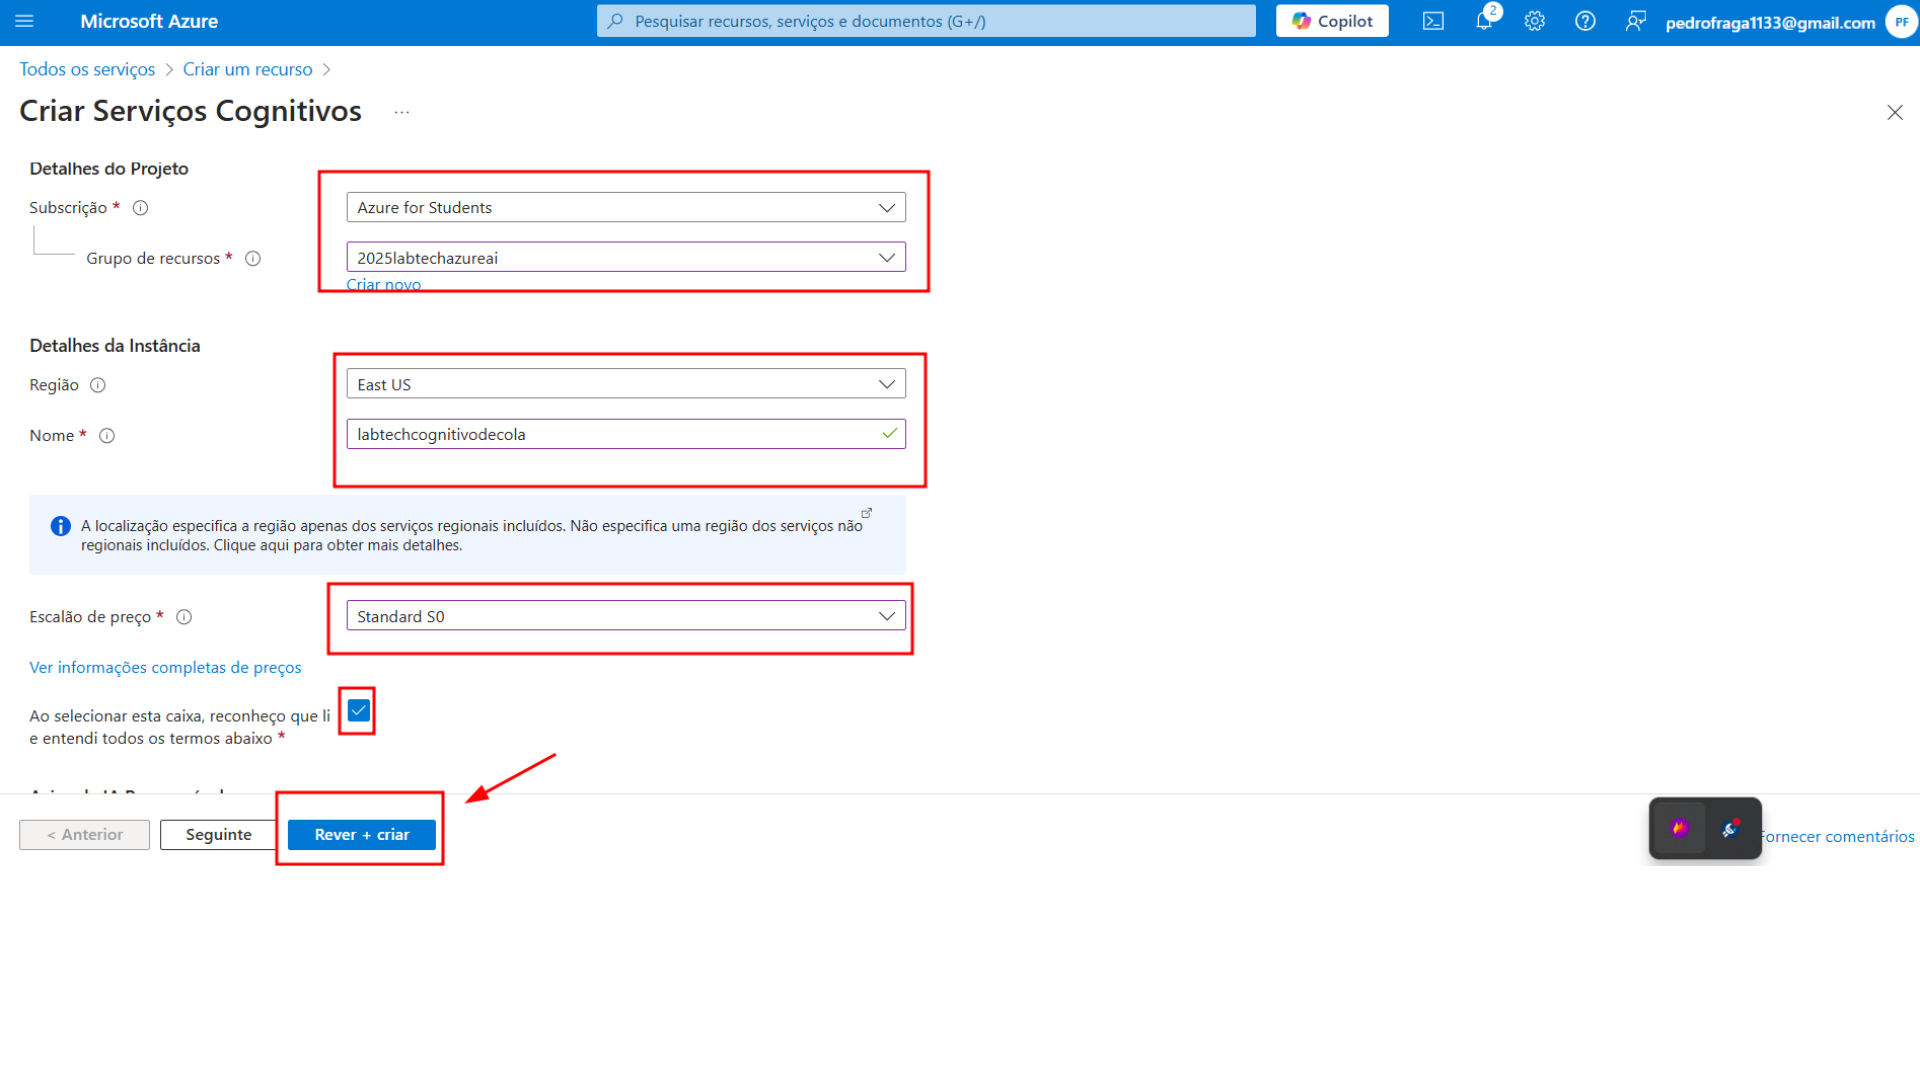 Microsoft Azure
Pesquisar recursos, serviços e documentos (G+/)
Copilot
2
pedrofraga1133@gmail.com
PF
Todos os serviços > Criar um recurso >
Criar Serviços Cognitivos ...
Detalhes do Projeto
Subscrição *
Azure for Students
Grupo de recursos *
2025labtechazureai
Criar novo
Detalhes da Instância
Região
East US
Nome *
labtechcognitivodecola
A localização especifica a região apenas dos serviços regionais incluídos. Não especifica uma região dos serviços não
regionais incluídos. Clique aqui para obter mais detalhes.
Escalão de preço *
Standard S0
Ver informações completas de preços
Ao selecionar esta caixa, reconheço que li
e entendi todos os termos abaixo *
< Anterior
Seguinte
Rever + criar
Fornecer comentários